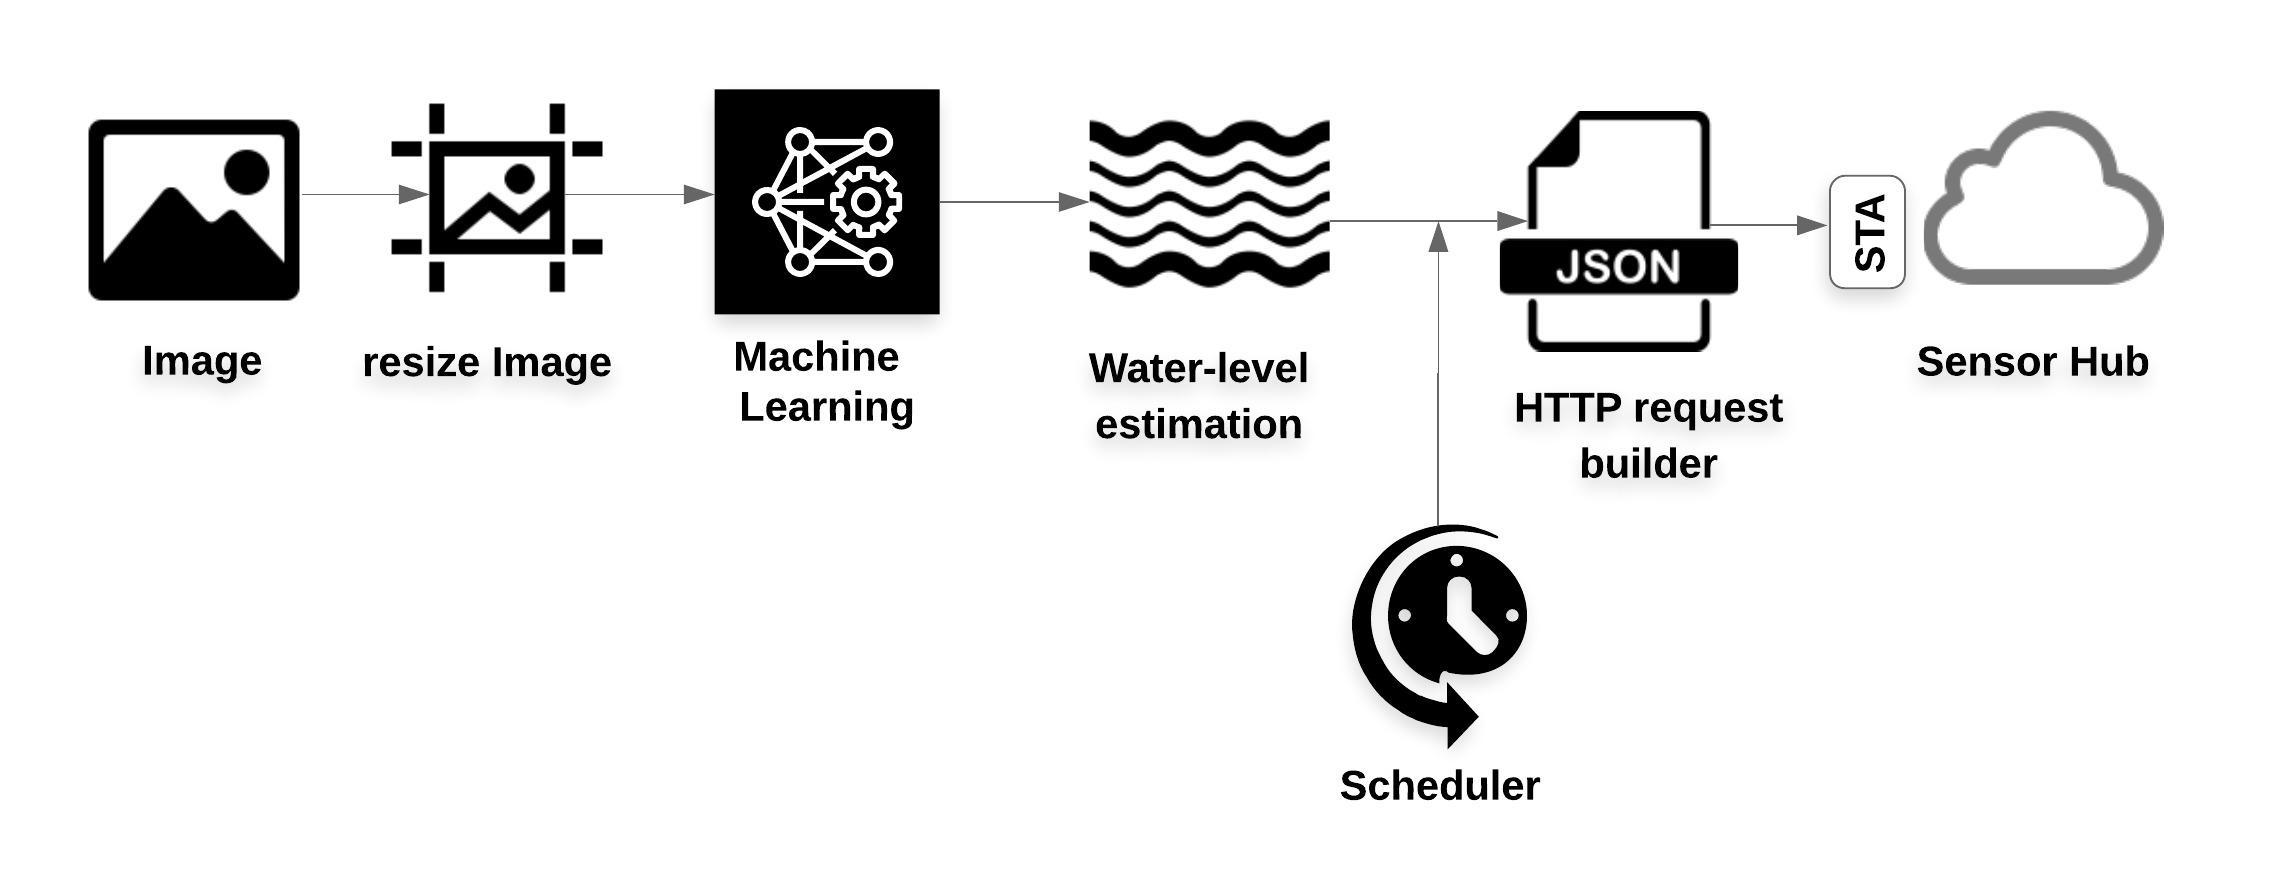 Image
resize Image
Machine
Learning
Water-level
estimation
JSON
HTTP request
builder
STA
Sensor Hub
Scheduler